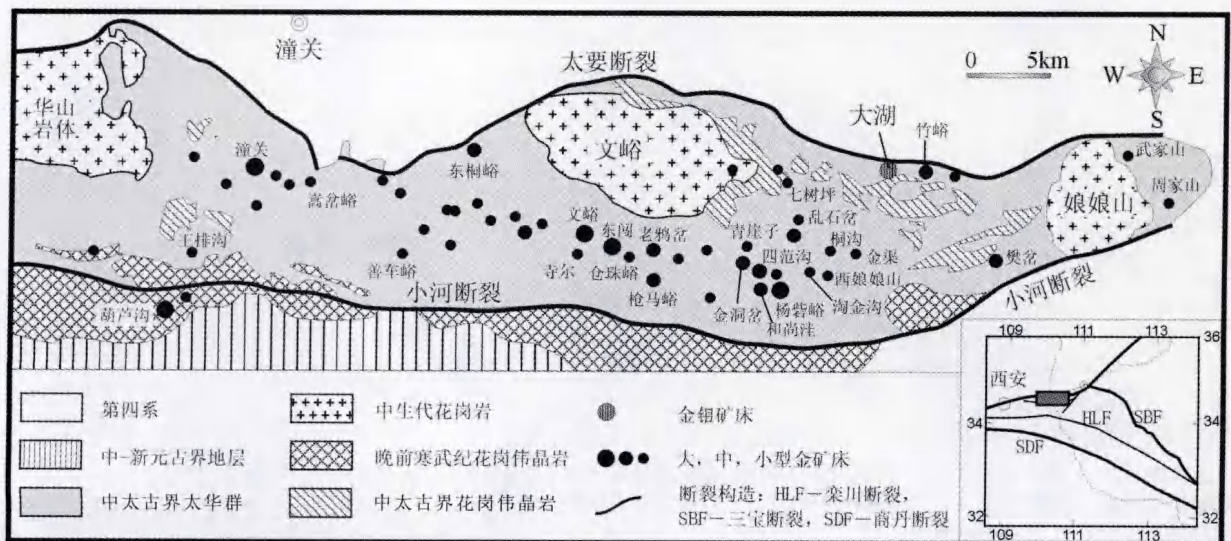 潼关
太要断裂
0 5km
N
W E
S
华山
岩体
大湖
竹峪
武家山
潼关
东桐峪
文峪
周家山
嵩岔峪
七树坪
娘娘山
文峪
乱石岔
王排沟
东闯
老鸦岔
青崖子
桐沟
四范沟
金渠
樊岔
善车峪
寺尔
仓珠峪
西娘娘山
小河断裂
枪马峪
小河断裂
葫芦沟
金洞岔
杨砦峪
淘金沟
和尚洼
109 111 113
36
西安
34 34
HLF SBF
SDF
32 32
109 111 113
第四系
中生代花岗岩
金钼矿床
中-新元古界地层
晚前寒武纪花岗伟晶岩
大，中，小型金矿床
中太古界太华群
中太古界花岗伟晶岩
断裂构造：HLF－栾川断裂，
SBF－三宝断裂，SDF－商丹断裂